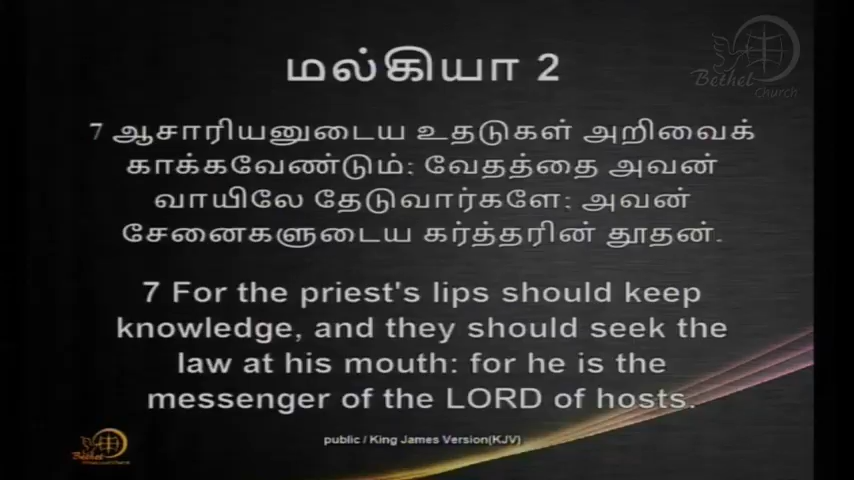 மல்கியா 2
Bethel
Church
7 ஆசாரியனுடைய உதடுகள் அறிவைக்
காக்கவேண்டும்; வேதத்தை அவன்
வாயிலே தேடுவார்களே; அவன்
சேனைகளுடைய கர்த்தரின் தூதன்.
7 For the priest's lips should keep
knowledge, and they should seek the
law at his mouth: for he is the
messenger of the LORD of hosts.
public / King James Version(KJV)
Bethel